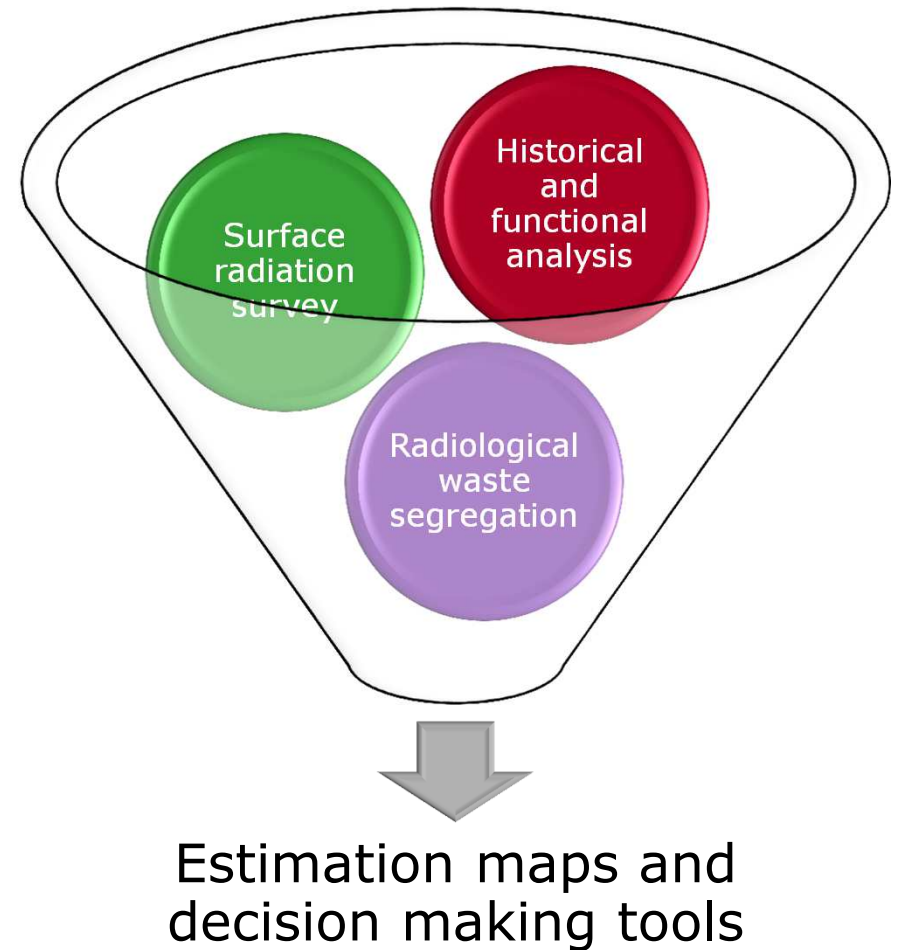 Historical
and
functional
analysis
Surface
radiation
survey
Radiological
waste
segregation
Estimation maps and
decision making tools